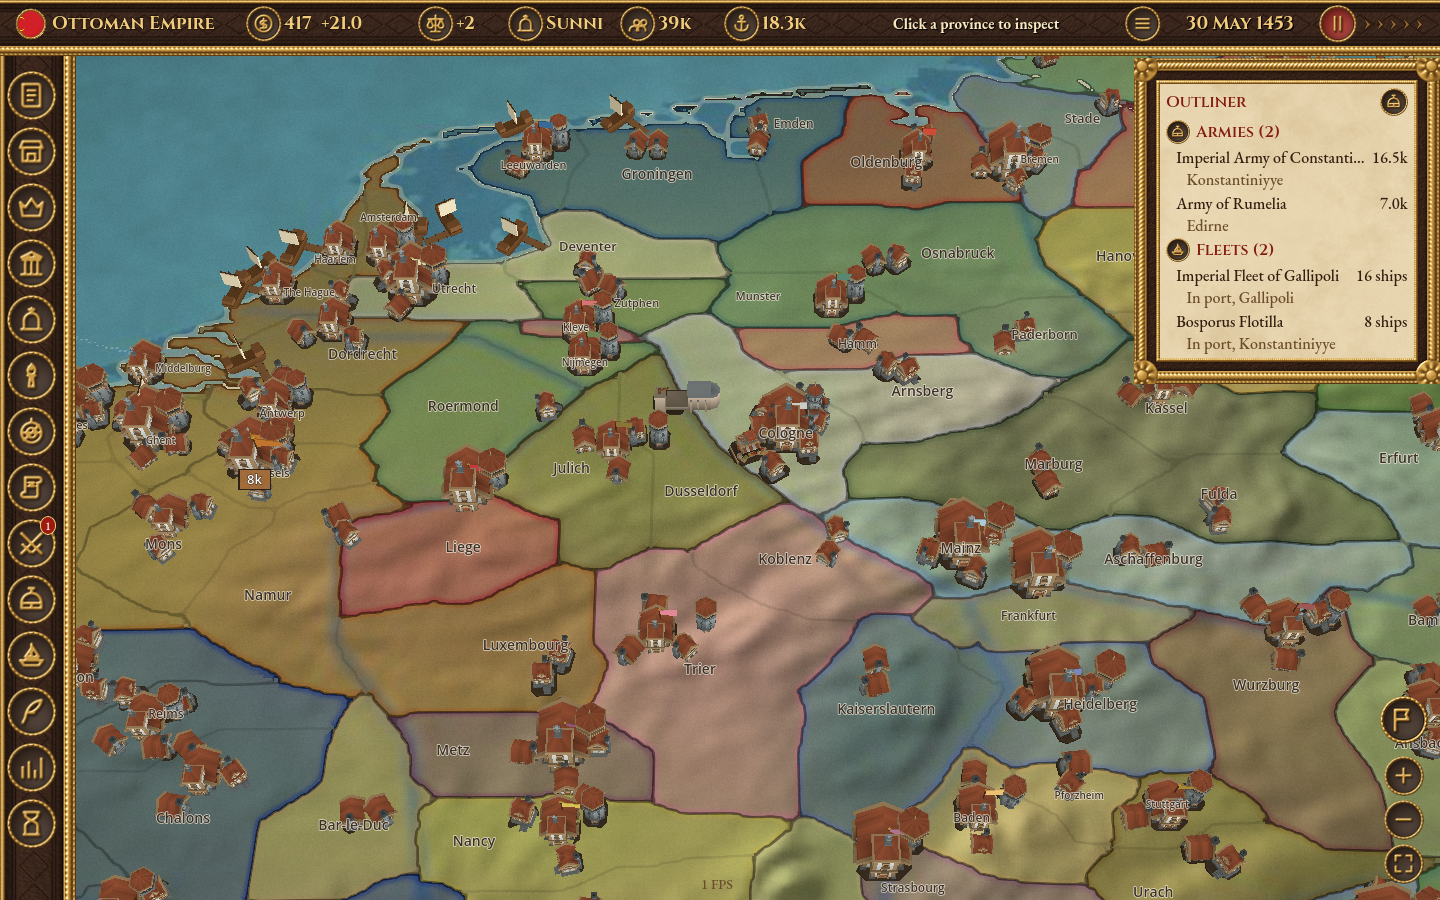 OTTOMAN EMPIRE
417 +21.0
+2
SUNNI
39K
18.3K
Click a province to inspect
30 MAY 1453
OUTLINER
ARMIES (2)
Imperial Army of Constanti... 16.5k
Konstantiniyye
Army of Rumelia 7.0k
Edirne
FLEETS (2)
Imperial Fleet of Gallipoli 16 ships
In port, Gallipoli
Bosporus Flotilla 8 ships
In port, Konstantiniyye
1
Stade
Emden
Leeuwarden
Groningen
Oldenburg
Bremen
Amsterdam
Haarlem
Deventer
Osnabruck
Hano
The Hague
Utrecht
Munster
Zutphen
Kleve
Hamm
Paderborn
Dordrecht
Nijmegen
Middelburg
Arnsberg
Roermond
Antwerp
Kassel
Ghent
Cologne
Julich
Marburg
Erfurt
8k
sels
Dusseldorf
Fulda
Mons
Liege
Koblenz
Mainz
Aschaffenburg
Namur
Frankfurt
Bam
Luxembourg
Trier
on
Wurzburg
Reims
Kaiserslautern
Heidelberg
Metz
Ansbac
Chalons
Bar-le-Duc
Nancy
Baden
Pforzheim
Stuttgart
Strasbourg
Urach
1 FPS